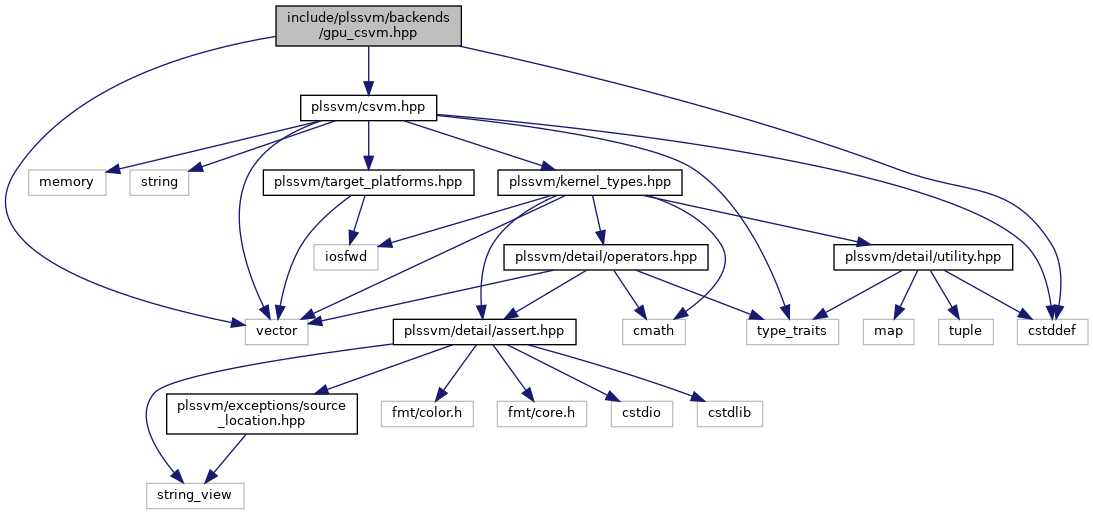 include/plssvm/backends
/gpu_csvm.hpp
plssvm/csvm.hpp
memory
string
plssvm/target_platforms.hpp
plssvm/kernel_types.hpp
iosfwd
plssvm/detail/operators.hpp
plssvm/detail/utility.hpp
vector
plssvm/detail/assert.hpp
cmath
type_traits
map
tuple
cstddef
plssvm/exceptions/source
_location.hpp
fmt/color.h
fmt/core.h
cstdio
cstdlib
string_view